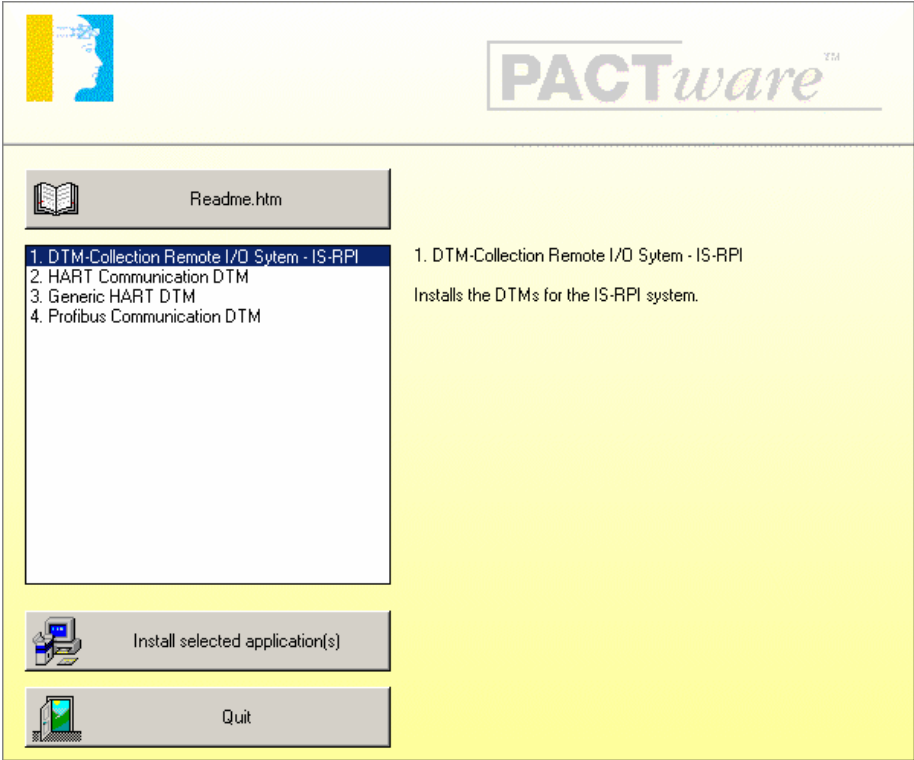 PACTware™
Readme.htm
1. DTM-Collection Remote I/O Sytem - IS-RPI
2. HART Communication DTM
3. Generic HART DTM
4. Profibus Communication DTM
1. DTM-Collection Remote I/O Sytem - IS-RPI
Installs the DTMs for the IS-RPI system.
Install selected application(s)
Quit